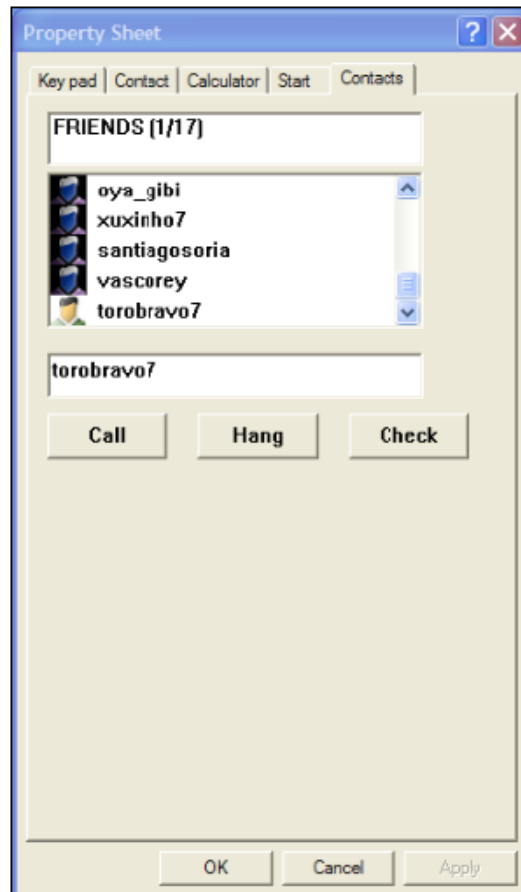 Property Sheet
Key pad Contact Calculator Start Contacts
FRIENDS (1/17)
oya_gibi
xuxinho7
santiagosoria
vascorey
torobravo7
torobravo7
Call Hang Check
OK Cancel Apply